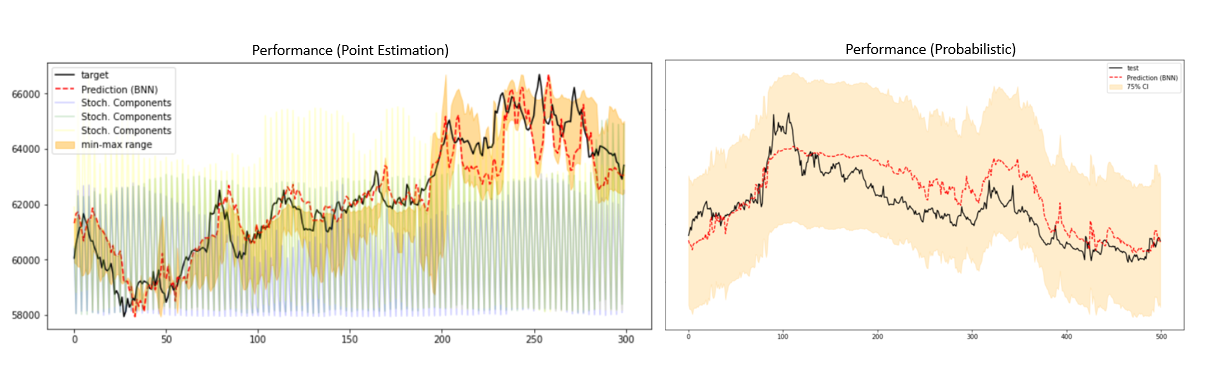 Performance (Point Estimation)
target
Prediction (BNN)
Stoch. Components
Stoch. Components
Stoch. Components
min-max range
66000
64000
62000
60000
58000
0 50 100 150 200 250 300
Performance (Probabilistic)
test
Prediction (BNN)
75% CI
0 100 200 300 400 500